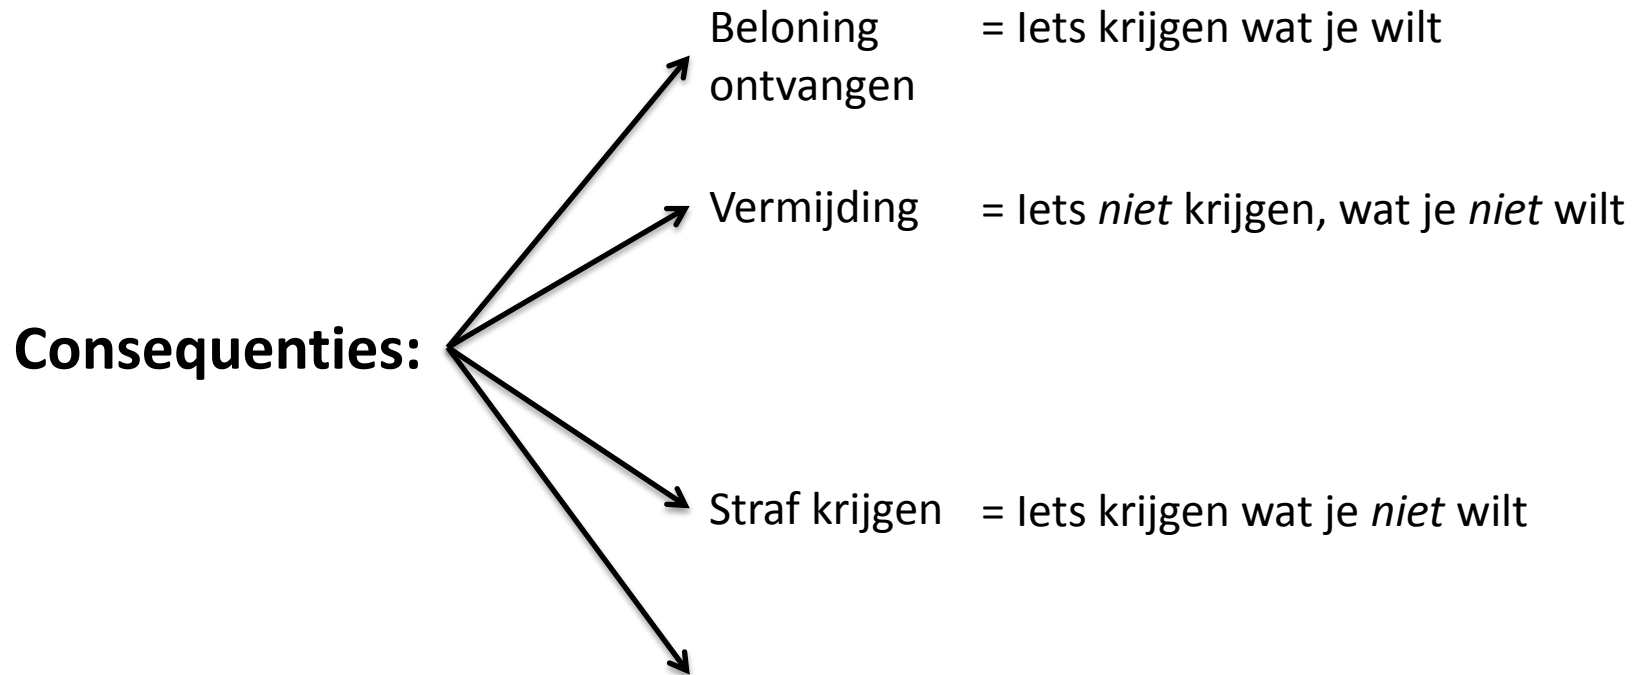 Beloning = Iets krijgen wat je wilt
ontvangen
Vermijding = Iets niet krijgen, wat je niet wilt
Consequenties:
Straf krijgen = Iets krijgen wat je niet wilt